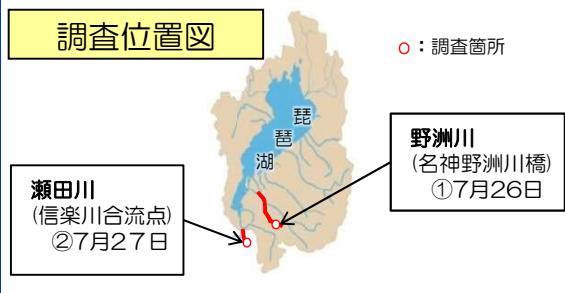 調査位置図
○：調査箇所
琵
琶
湖
野洲川
(名神野洲川橋)
①7月26日
瀬田川
(信楽川合流点)
②7月27日